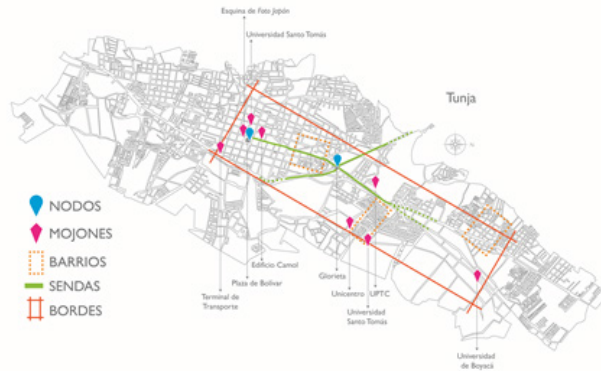 Esquina de Foto Japón
Universidad Santo Tomás
Tunja
N
NODOS
MOJONES
BARRIOS
SENDAS
BORDES
Edificio Camol
Plaza de Bolívar
Terminal de
Transporte
Glorieta
Unicentro
UPTC
Universidad
Santo Tomás
Universidad
de Boyacá